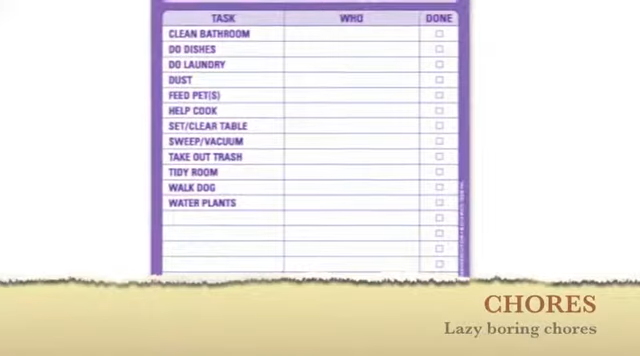 TASK WHO DONE
CLEAN BATHROOM
DO DISHES
DO LAUNDRY
DUST
FEED PET(S)
HELP COOK
SET/CLEAR TABLE
SWEEP/VACUUM
TAKE OUT TRASH
TIDY ROOM
WALK DOG
WATER PLANTS
CHORES
Lazy boring chores